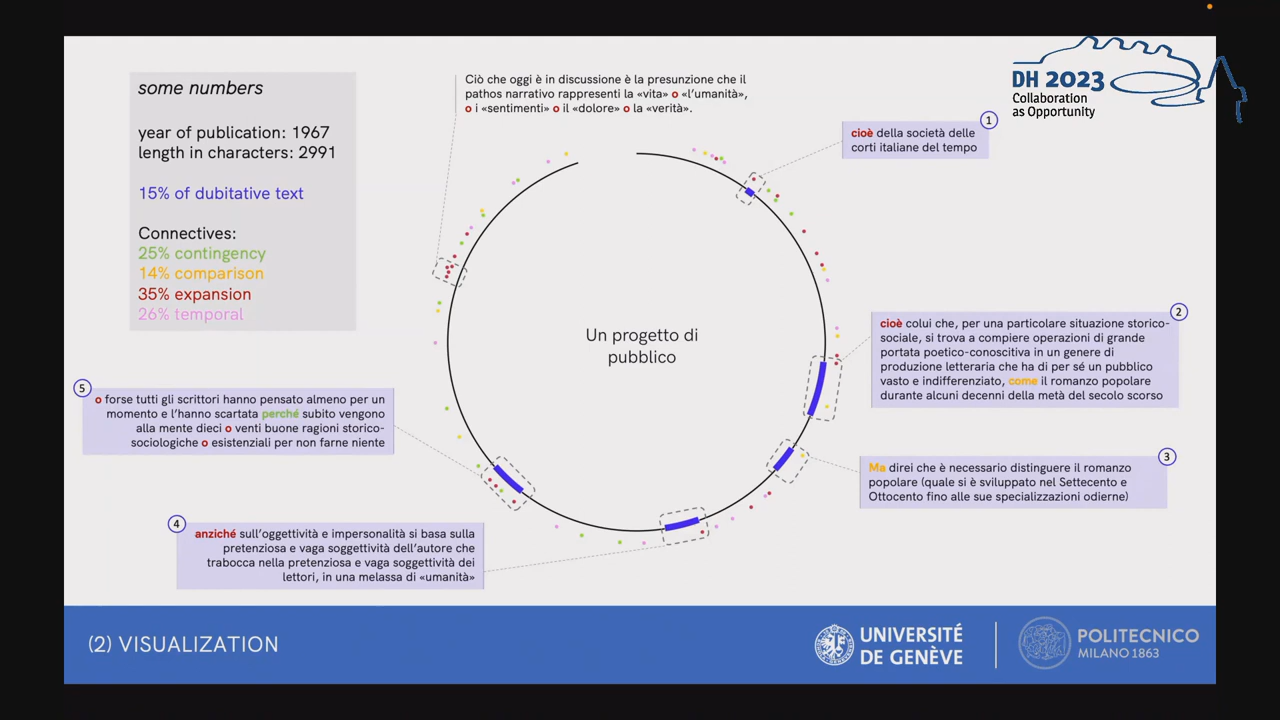 some numbers
year of publication: 1967
length in characters: 2991
15% of dubitative text
Connectives:
25% contingency
14% comparison
35% expansion
26% temporal
Ciò che oggi è in discussione è la presunzione che il
pathos narrativo rappresenti la «vita» o «l'umanità»,
o i «sentimenti» o il «dolore» o la «verità».
DH 2023
Collaboration
as Opportunity
1
cioè della società delle
corti italiane del tempo
2
cioè colui che, per una particolare situazione storico-
sociale, si trova a compiere operazioni di grande
portata poetico-conoscitiva in un genere di
produzione letteraria che ha di per sé un pubblico
vasto e indifferenziato, come il romanzo popolare
durante alcuni decenni della metà del secolo scorso
Un progetto di
pubblico
3
Ma direi che è necessario distinguere il romanzo
popolare (quale si è sviluppato nel Settecento e
Ottocento fino alle sue specializzazioni odierne)
5
o forse tutti gli scrittori hanno pensato almeno per un
momento e l'hanno scartata perché subito vengono
alla mente dieci o venti buone ragioni storico-
sociologiche o esistenziali per non farne niente
4
anziché sull'oggettività e impersonalità si basa sulla
pretenziosa e vaga soggettività dell'autore che
trabocca nella pretenziosa e vaga soggettività dei
lettori, in una melassa di «umanità»
(2) VISUALIZATION
UNIVERSITÉ
DE GENÈVE
POLITECNICO
MILANO 1863